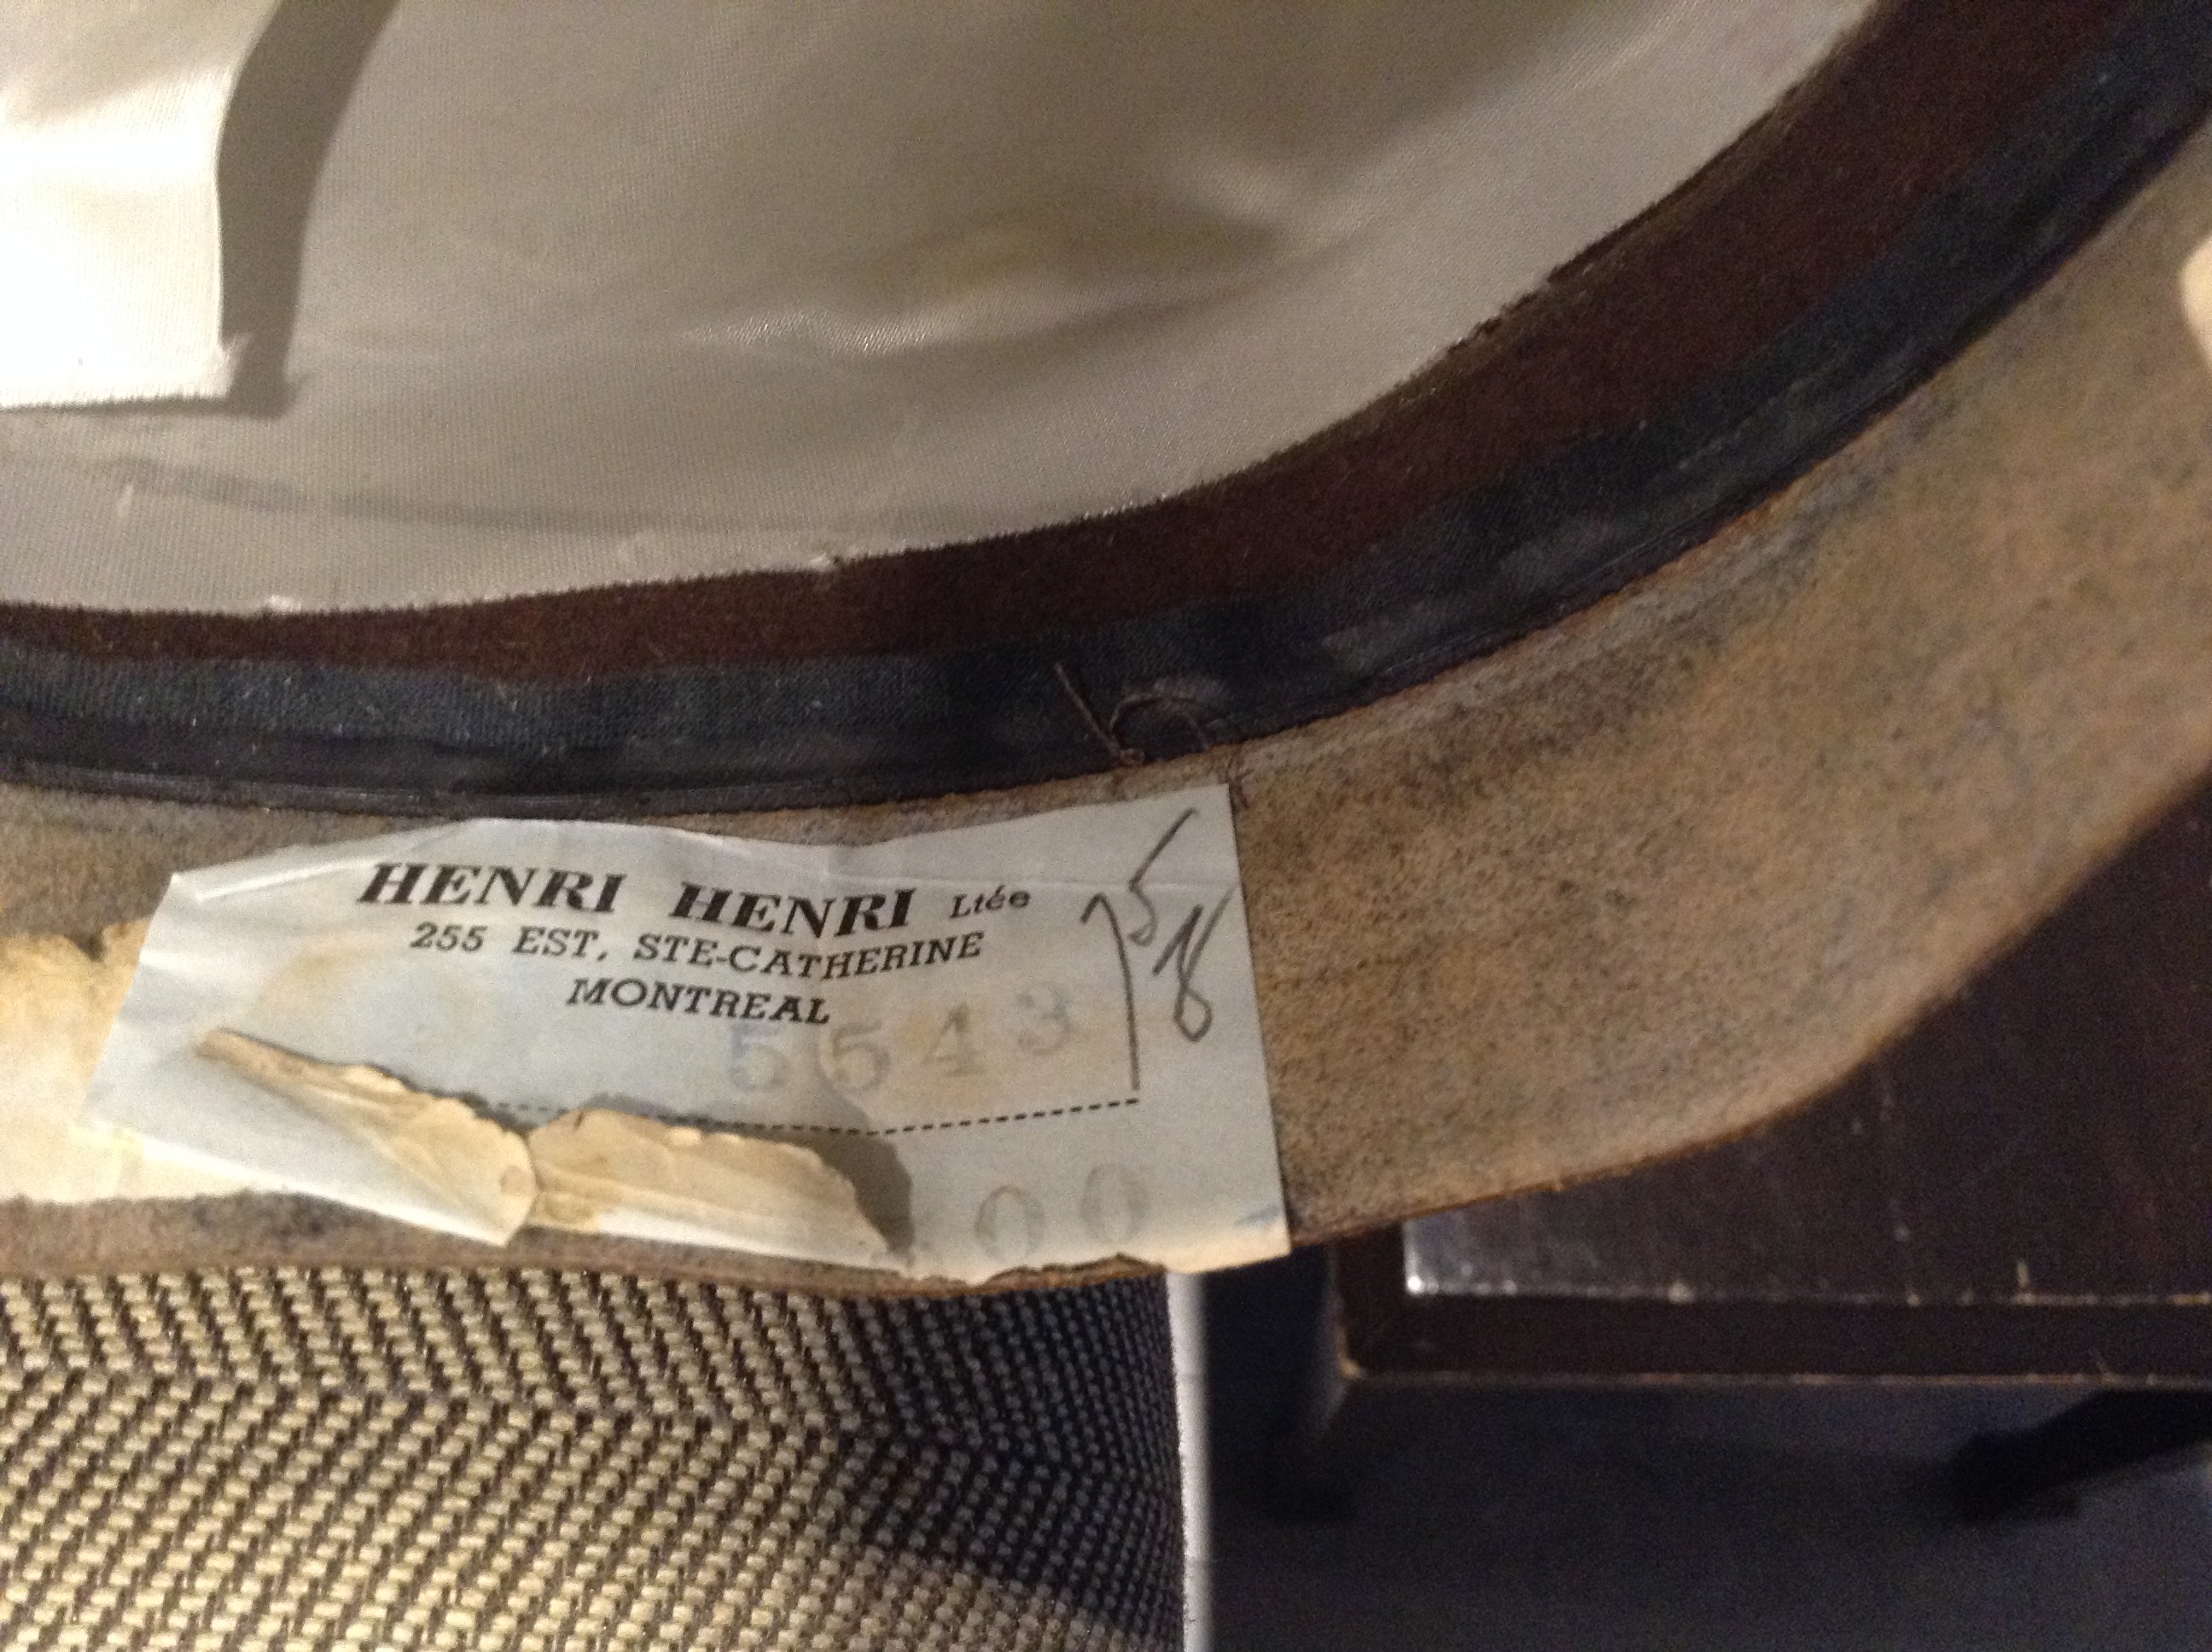 HENRI HENRI Ltée
255 EST, STE-CATHERINE
MONTREAL
7 5/8
5643
00